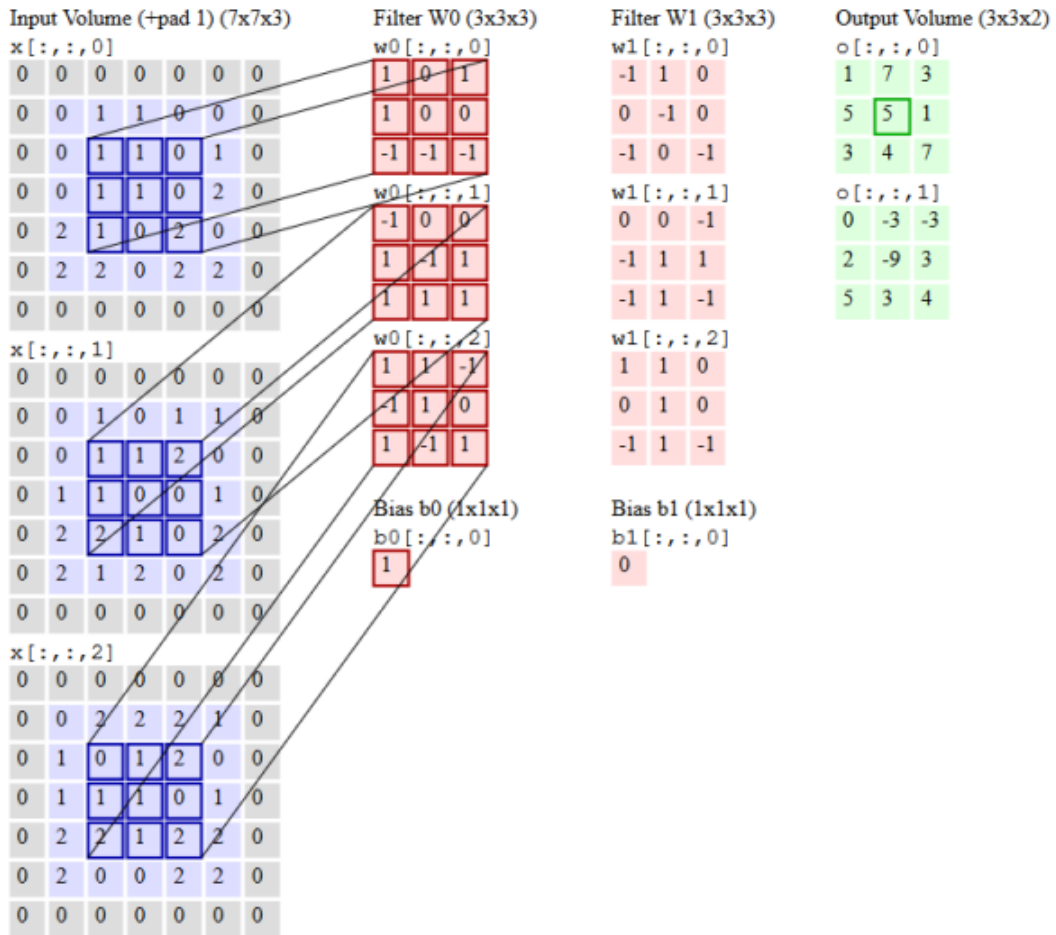 Input Volume (+pad 1) (7x7x3)
x[:,:,0]
0 0 0 0 0 0 0
0 0 1 1 0 0 0
0 0 1 1 0 1 0
0 0 1 1 0 2 0
0 2 1 0 2 0 0
0 2 2 0 2 2 0
0 0 0 0 0 0 0
x[:,:,1]
0 0 0 0 0 0 0
0 0 1 0 1 1 0
0 0 1 1 2 0 0
0 1 1 0 0 1 0
0 2 2 1 0 2 0
0 2 1 2 0 2 0
0 0 0 0 0 0 0
x[:,:,2]
0 0 0 0 0 0 0
0 0 2 2 2 1 0
0 1 0 1 2 0 0
0 1 1 1 0 1 0
0 2 2 1 2 2 0
0 2 0 0 2 2 0
0 0 0 0 0 0 0
Filter W0 (3x3x3)
w0[:,:,0]
1 0 1
1 0 0
-1 -1 -1
w0[:,:,1]
-1 0 0
1 -1 1
1 1 1
w0[:,:,2]
1 1 -1
-1 1 0
1 -1 1
Bias b0 (1x1x1)
b0[:,:,0]
1
Filter W1 (3x3x3)
w1[:,:,0]
-1 1 0
0 -1 0
-1 0 -1
w1[:,:,1]
0 0 -1
-1 1 1
-1 1 -1
w1[:,:,2]
1 1 0
0 1 0
-1 1 -1
Bias b1 (1x1x1)
b1[:,:,0]
0
Output Volume (3x3x2)
o[:,:,0]
1 7 3
5 5 1
3 4 7
o[:,:,1]
0 -3 -3
2 -9 3
5 3 4